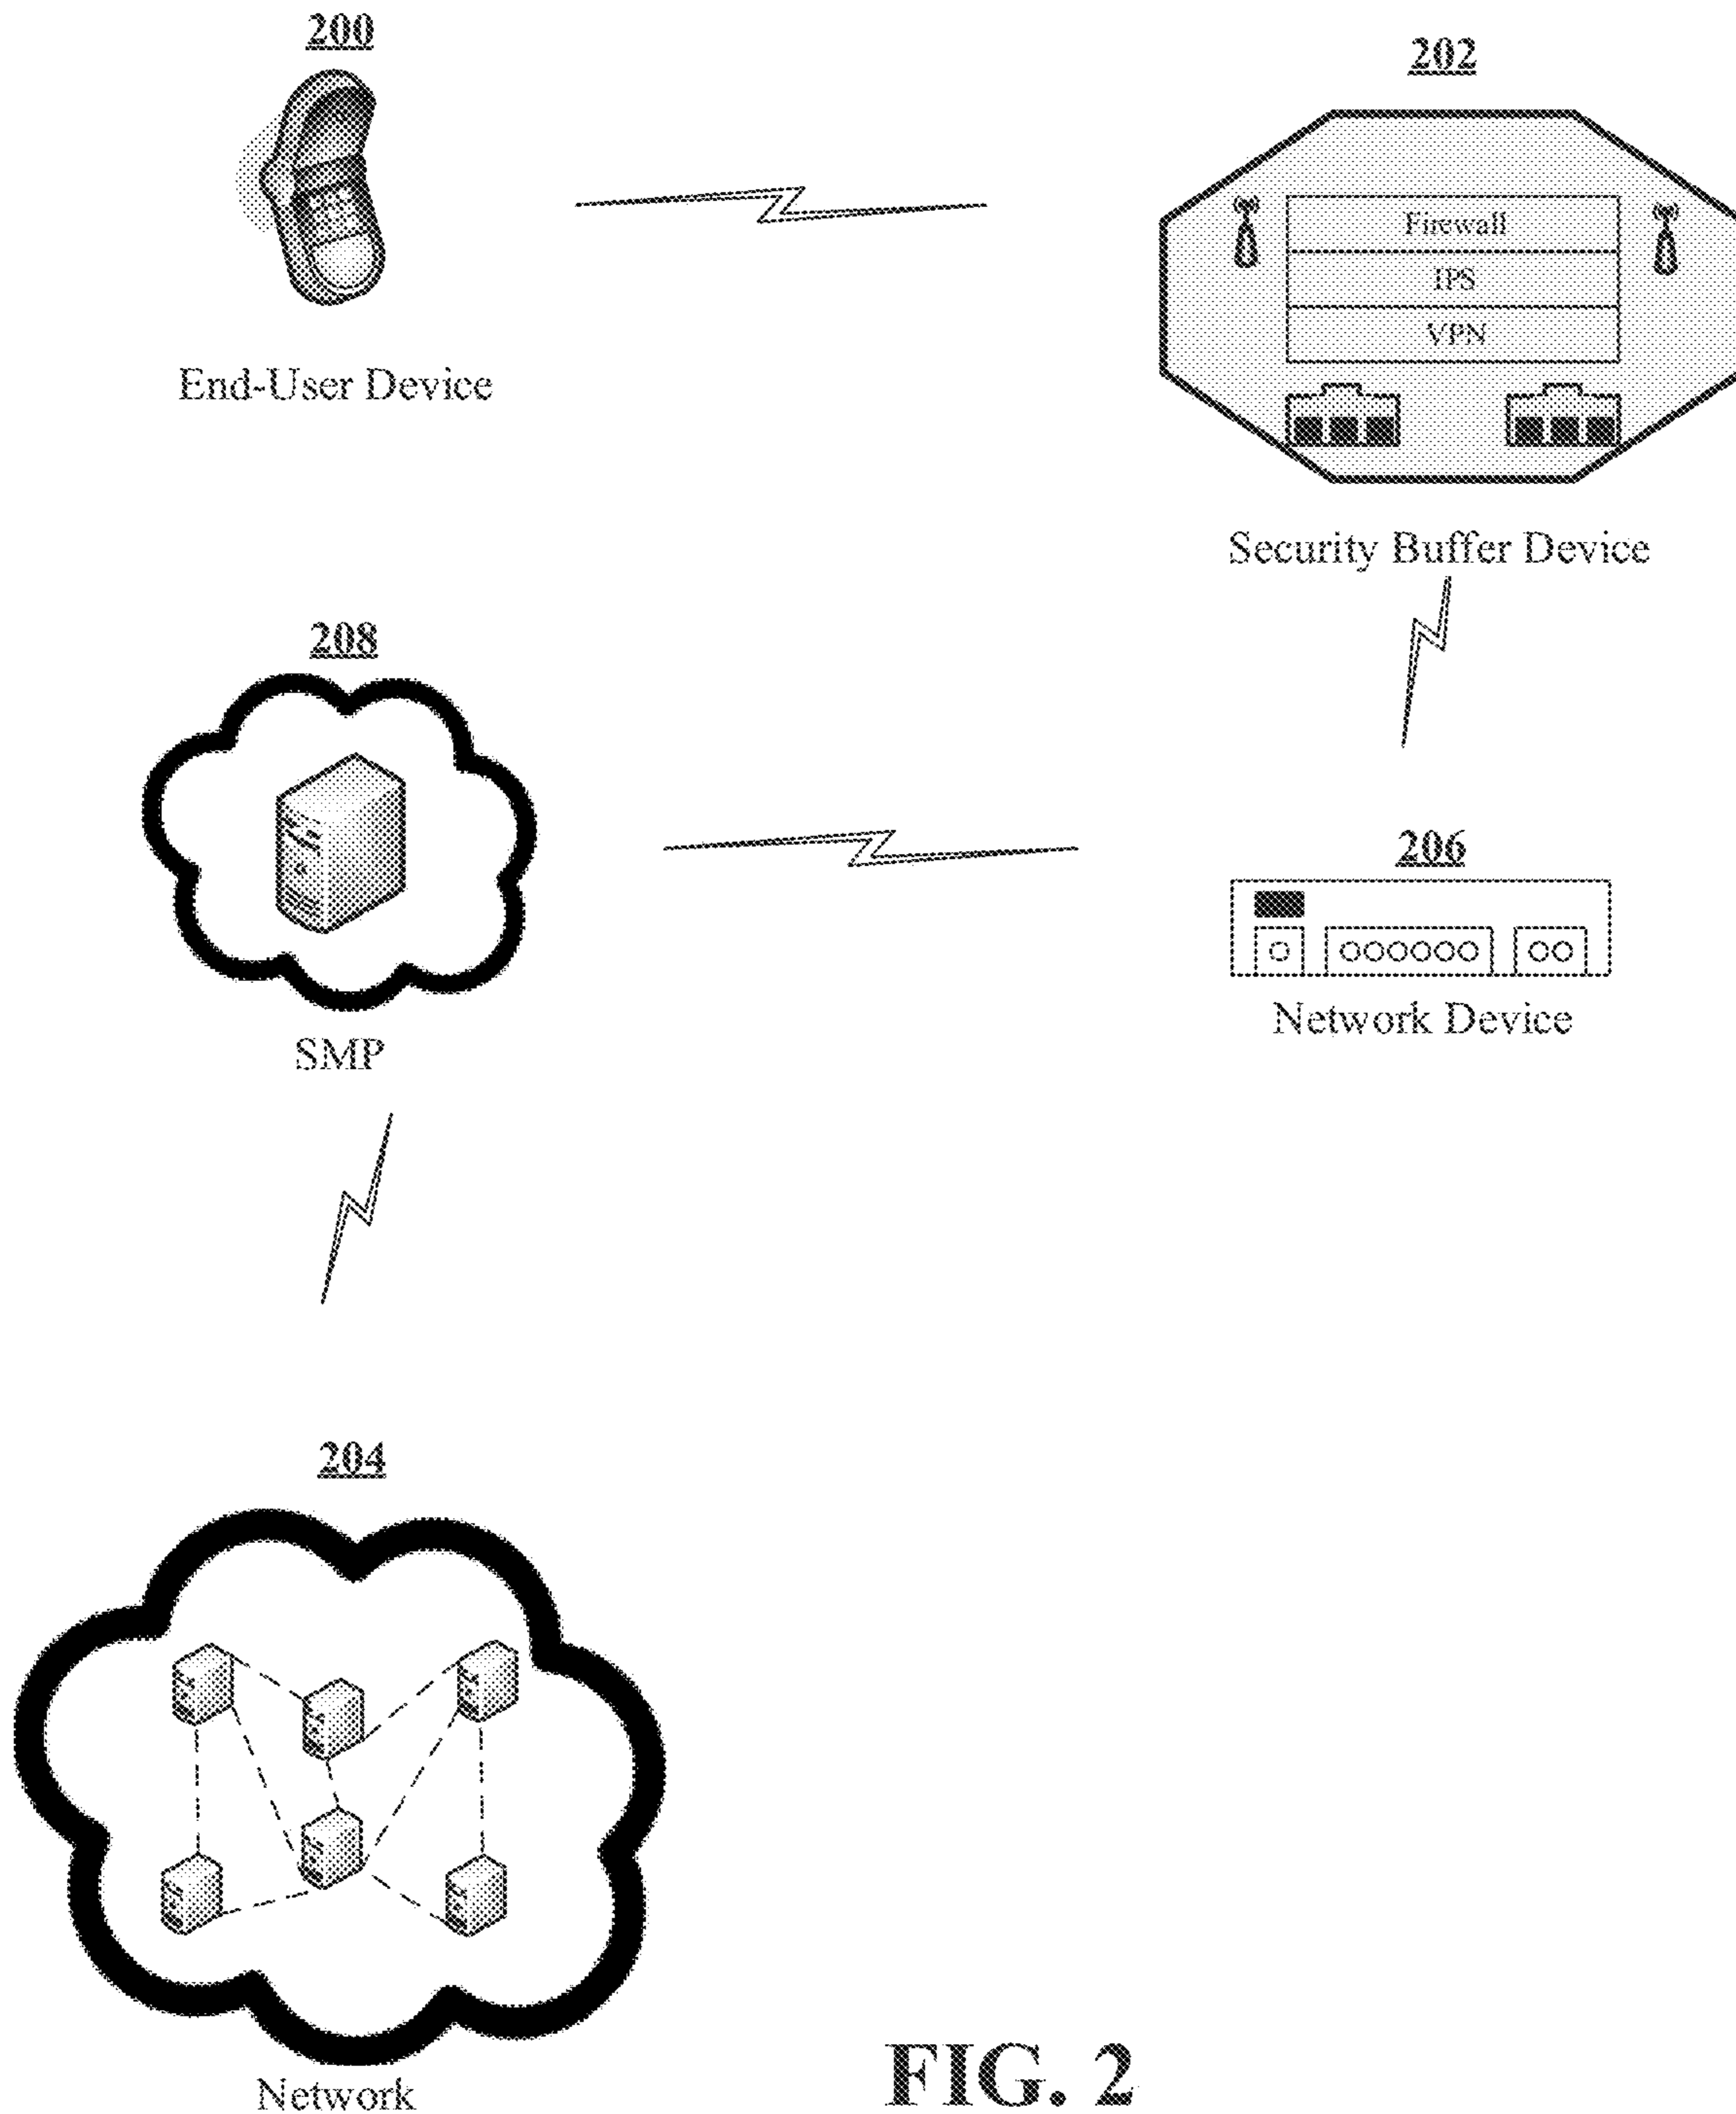 200
End-User Device
202
Firewall
IPS
VPN
Security Buffer Device
208
SMP
206
Network Device
204
Network
FIG. 2